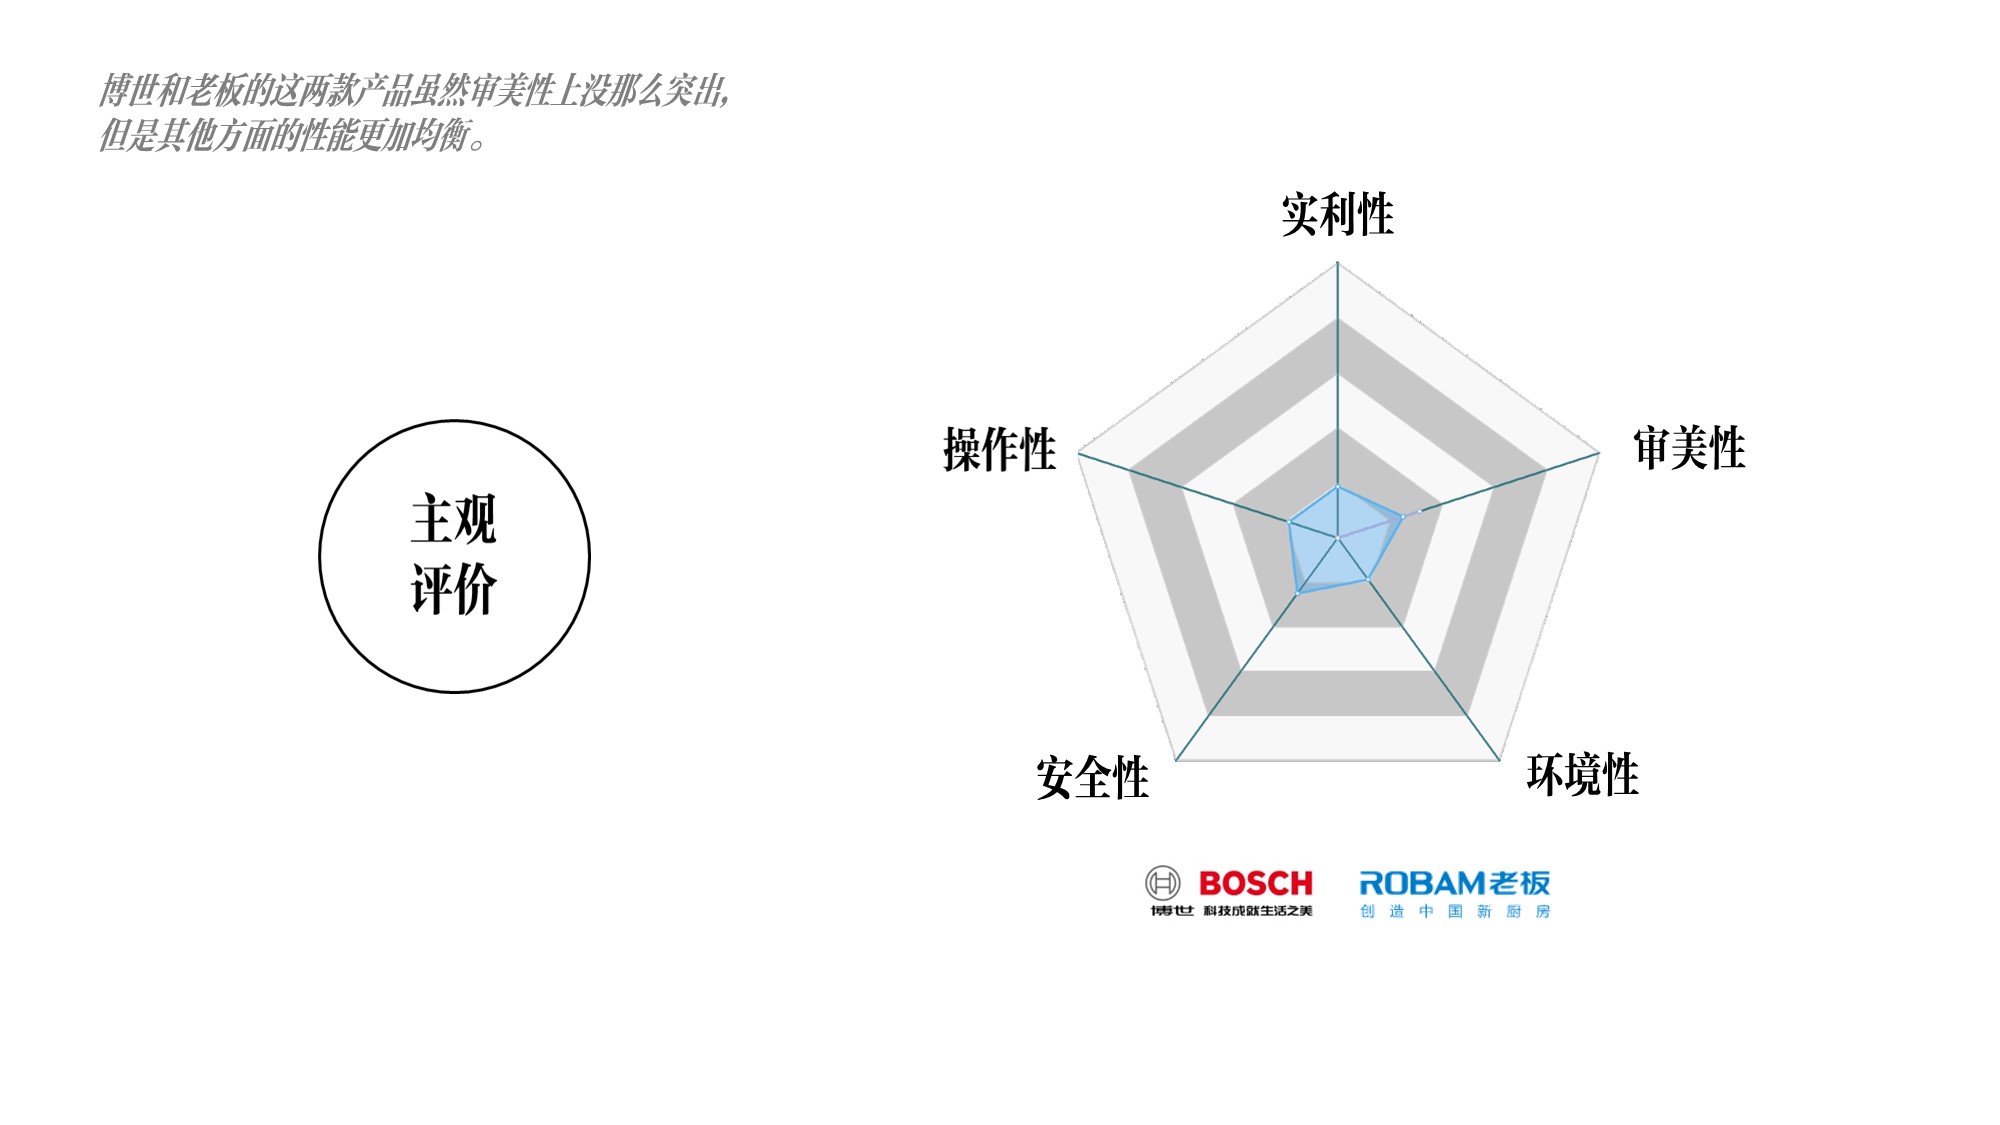 博世和老板的这两款产品虽然审美性上没那么突出，
但是其他方面的性能更加均衡。
实利性
操作性
审美性
主观
评价
安全性
环境性
BOSCH
博世 科技成就生活之美
ROBAM老板
创造中国新厨房